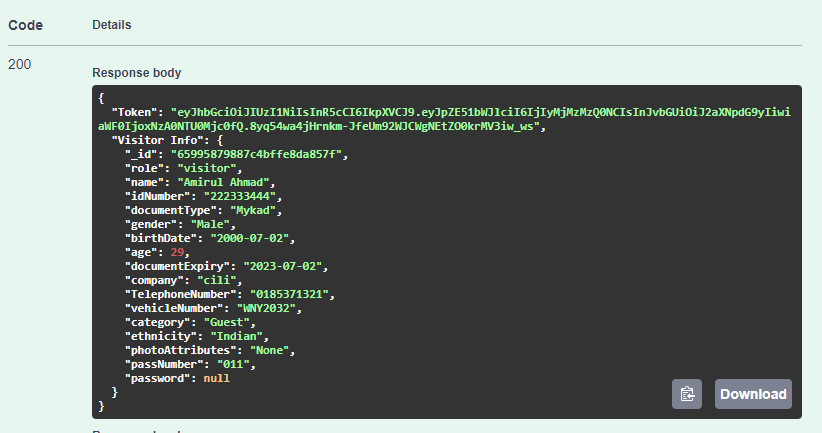 Code Details
200
Response body
{
"Token": "eyJhbGciOiJIUzI1NiIsInR5cCI6IkpXVCJ9.eyJpZE51bWJlciI6IjIyMjMzMzQ0NCIsInJvbGUiOiJ2aXNpdG9yIiwi
aWF0IjoxNzA0NTU0Mjc0fQ.8yq54wa4jHrnkm-JfeUm92WJCWgNEtZO0krMV3iw_ws",
"Visitor Info": {
"_id": "65995879887c4bffe8da857f",
"role": "visitor",
"name": "Amirul Ahmad",
"idNumber": "222333444",
"documentType": "Mykad",
"gender": "Male",
"birthDate": "2000-07-02",
"age": 29,
"documentExpiry": "2023-07-02",
"company": "cili",
"TelephoneNumber": "0185371321",
"vehicleNumber": "WNY2032",
"category": "Guest",
"ethnicity": "Indian",
"photoAttributes": "None",
"passNumber": "011",
"password": null
}
}
Download